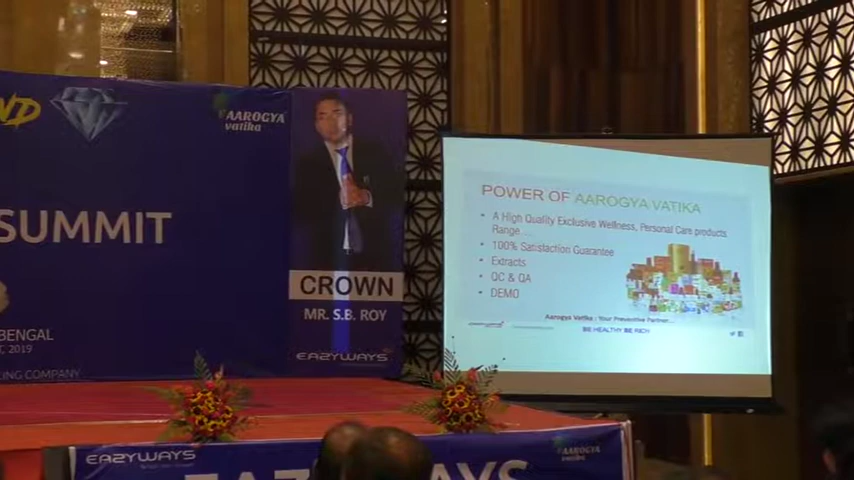 ND
AAROGYA
vatika
SUMMIT
BENGAL
2019
ING COMPANY
CROWN
MR. S.B. ROY
EAZYWAYS
POWER OF AAROGYA VATIKA
• A High Quality Exclusive Wellness, Personal Care products
Range
• 100% Satisfaction Guarantee
• Extracts
• QC & QA
• DEMO
Aarogya Vatika : Your Preventive Partner
BE HEALTHY BE RICH
EAZYWAYS
AAROGYA
vatika